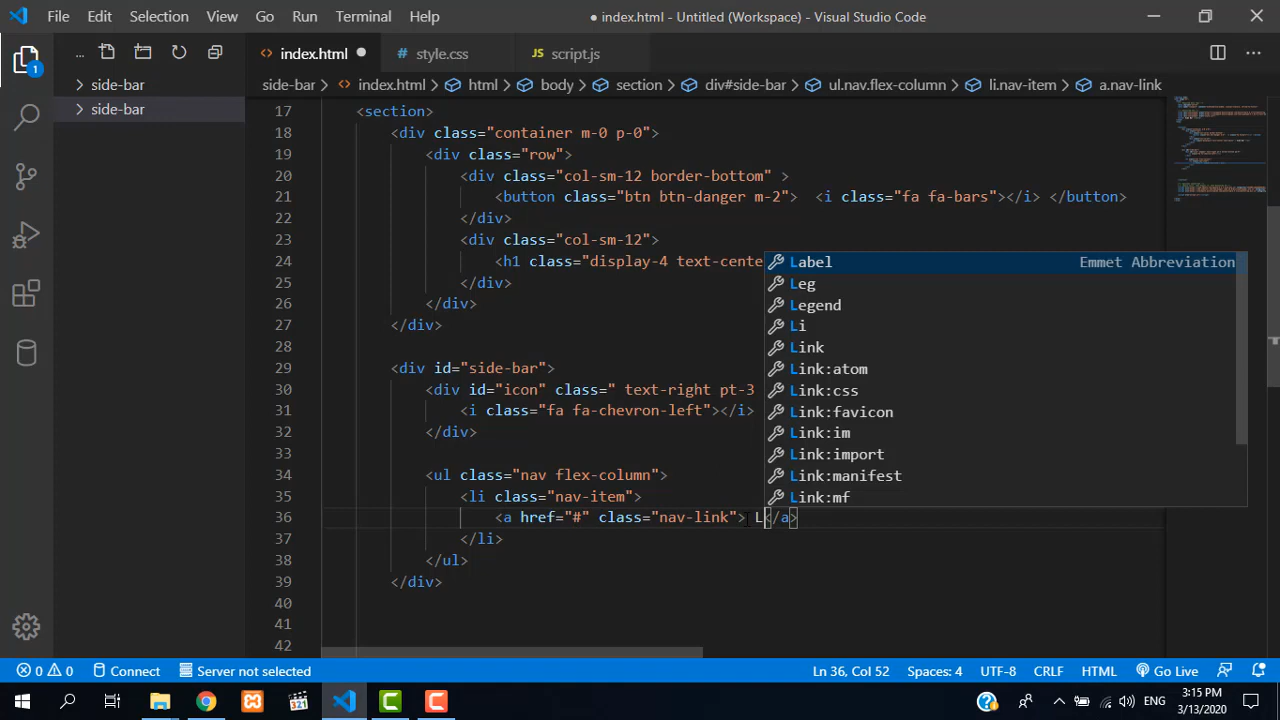 File Edit Selection View Go Run Terminal Help ● index.html - Untitled (Workspace) - Visual Studio Code
1
... index.html style.css JS script.js ...
side-bar
side-bar
side-bar > index.html > html > body > section > div#side-bar > ul.nav.flex-column > li.nav-item > a.nav-link
17 <section>
18 <div class="container m-0 p-0">
19 <div class="row">
20 <div class="col-sm-12 border-bottom" >
21 <button class="btn btn-danger m-2"> <i class="fa fa-bars"></i> </button>
22 </div>
23 <div class="col-sm-12">
24 <h1 class="display-4 text-cente
25 </div>
26 </div>
27 </div>
28
29 <div id="side-bar">
30 <div id="icon" class=" text-right pt-3
31 <i class="fa fa-chevron-left"></i>
32 </div>
33
34 <ul class="nav flex-column">
35 <li class="nav-item">
36 <a href="#" class="nav-link"> L</a>
37 </li>
38 </ul>
39 </div>
40
41
42
Label Emmet Abbreviation
Leg
Legend
Li
Link
Link:atom
Link:css
Link:favicon
Link:im
Link:import
Link:manifest
Link:mf
0 0 Connect Server not selected Ln 36, Col 52 Spaces: 4 UTF-8 CRLF HTML Go Live
321 C C ENG 3:15 PM
3/13/2020